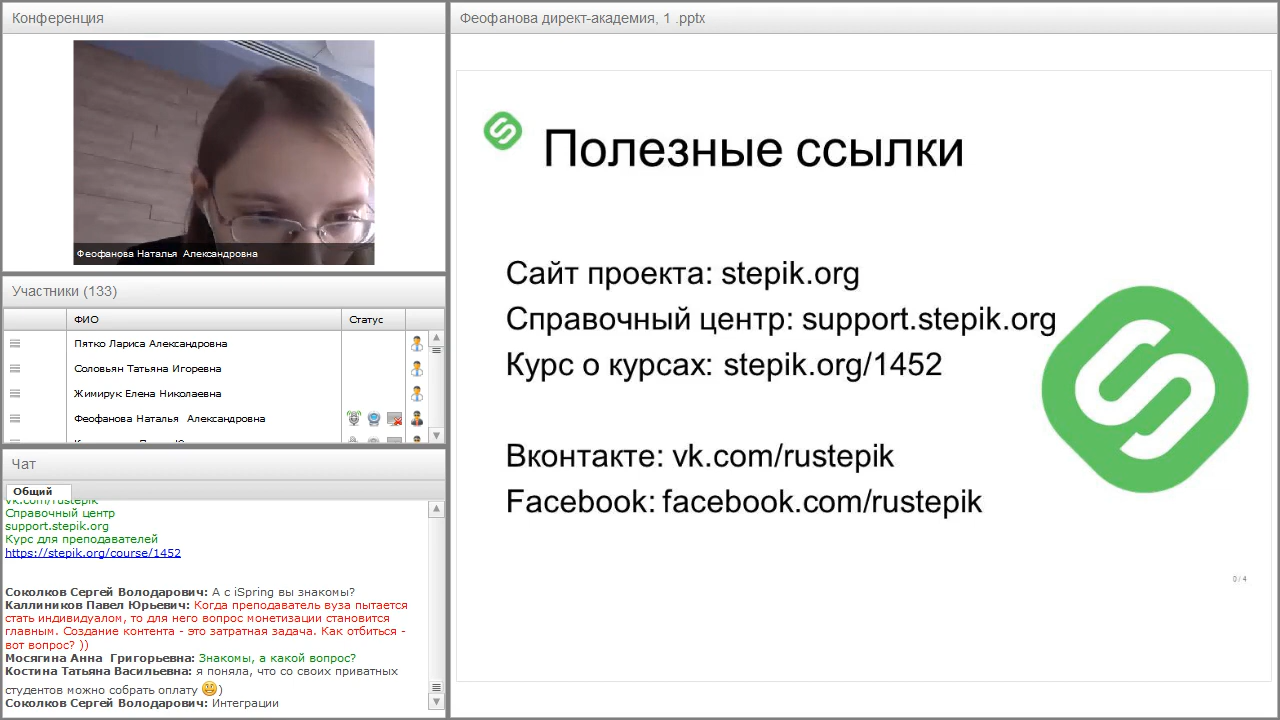 Конференция
Феофанова Наталья Александровна
Участники (133)
ФИО
Статус
Пятко Лариса Александровна
Соловьян Татьяна Игоревна
Жимирук Елена Николаевна
Феофанова Наталья Александровна
Чат
Общий
vk.com/rustepik
Справочный центр
support.stepik.org
Курс для преподавателей
https://stepik.org/course/1452
Соколков Сергей Володарович: А с iSpring вы знакомы?
Каллиников Павел Юрьевич: Когда преподаватель вуза пытается
стать индивидуалом, то для него вопрос монетизации становится
главным. Создание контента - это затратная задача. Как отбиться -
вот вопрос? ))
Мосягина Анна Григорьевна: Знакомы, а какой вопрос?
Костина Татьяна Васильевна: я поняла, что со своих приватных
студентов можно собрать оплату )
Соколков Сергей Володарович: Интеграции
Феофанова директ-академия, 1 .pptx
Полезные ссылки
Сайт проекта: stepik.org
Справочный центр: support.stepik.org
Курс о курсах: stepik.org/1452
Вконтакте: vk.com/rustepik
Facebook: facebook.com/rustepik
0 / 4